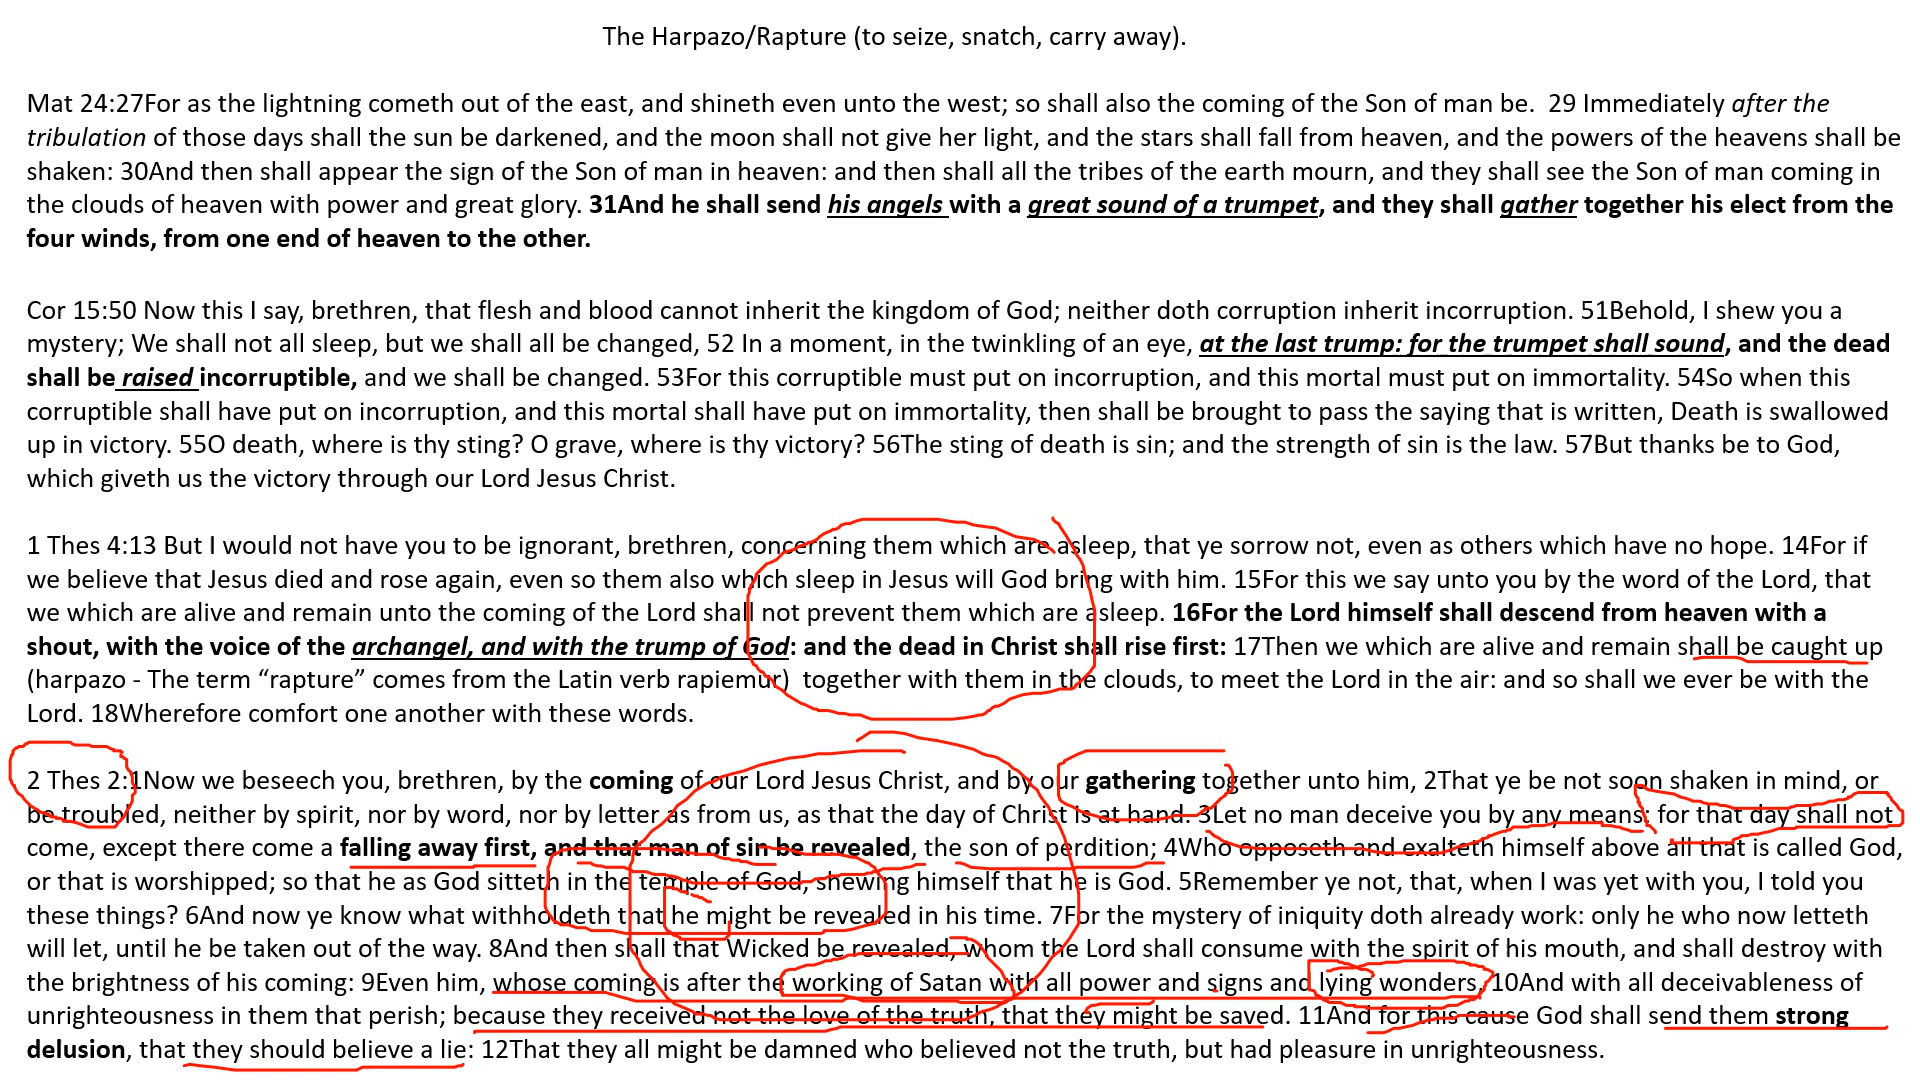 The Harpazo/Rapture (to seize, snatch, carry away).
Mat 24:27For as the lightning cometh out of the east, and shineth even unto the west; so shall also the coming of the Son of man be.  29 Immediately after the
tribulation of those days shall the sun be darkened, and the moon shall not give her light, and the stars shall fall from heaven, and the powers of the heavens shall be
shaken: 30And then shall appear the sign of the Son of man in heaven: and then shall all the tribes of the earth mourn, and they shall see the Son of man coming in
the clouds of heaven with power and great glory. 31And he shall send his angels with a great sound of a trumpet, and they shall gather together his elect from the
four winds, from one end of heaven to the other.
Cor 15:50 Now this I say, brethren, that flesh and blood cannot inherit the kingdom of God; neither doth corruption inherit incorruption. 51Behold, I shew you a
mystery; We shall not all sleep, but we shall all be changed, 52 In a moment, in the twinkling of an eye, at the last trump: for the trumpet shall sound, and the dead
shall be raised incorruptible, and we shall be changed. 53For this corruptible must put on incorruption, and this mortal must put on immortality. 54So when this
corruptible shall have put on incorruption, and this mortal shall have put on immortality, then shall be brought to pass the saying that is written, Death is swallowed
up in victory. 55O death, where is thy sting? O grave, where is thy victory? 56The sting of death is sin; and the strength of sin is the law. 57But thanks be to God,
which giveth us the victory through our Lord Jesus Christ.
1 Thes 4:13 But I would not have you to be ignorant, brethren, concerning them which are asleep, that ye sorrow not, even as others which have no hope. 14For if
we believe that Jesus died and rose again, even so them also which sleep in Jesus will God bring with him. 15For this we say unto you by the word of the Lord, that
we which are alive and remain unto the coming of the Lord shall not prevent them which are asleep. 16For the Lord himself shall descend from heaven with a
shout, with the voice of the archangel, and with the trump of God: and the dead in Christ shall rise first: 17Then we which are alive and remain shall be caught up
(harpazo - The term “rapture” comes from the Latin verb rapiemur)  together with them in the clouds, to meet the Lord in the air: and so shall we ever be with the
Lord. 18Wherefore comfort one another with these words.
2 Thes 2:1Now we beseech you, brethren, by the coming of our Lord Jesus Christ, and by our gathering together unto him, 2That ye be not soon shaken in mind, or
be troubled, neither by spirit, nor by word, nor by letter as from us, as that the day of Christ is at hand. 3Let no man deceive you by any means: for that day shall not
come, except there come a falling away first, and that man of sin be revealed, the son of perdition; 4Who opposeth and exalteth himself above all that is called God,
or that is worshipped; so that he as God sitteth in the temple of God, shewing himself that he is God. 5Remember ye not, that, when I was yet with you, I told you
these things? 6And now ye know what withholdeth that he might be revealed in his time. 7For the mystery of iniquity doth already work: only he who now letteth
will let, until he be taken out of the way. 8And then shall that Wicked be revealed, whom the Lord shall consume with the spirit of his mouth, and shall destroy with
the brightness of his coming: 9Even him, whose coming is after the working of Satan with all power and signs and lying wonders, 10And with all deceivableness of
unrighteousness in them that perish; because they received not the love of the truth, that they might be saved. 11And for this cause God shall send them strong
delusion, that they should believe a lie: 12That they all might be damned who believed not the truth, but had pleasure in unrighteousness.